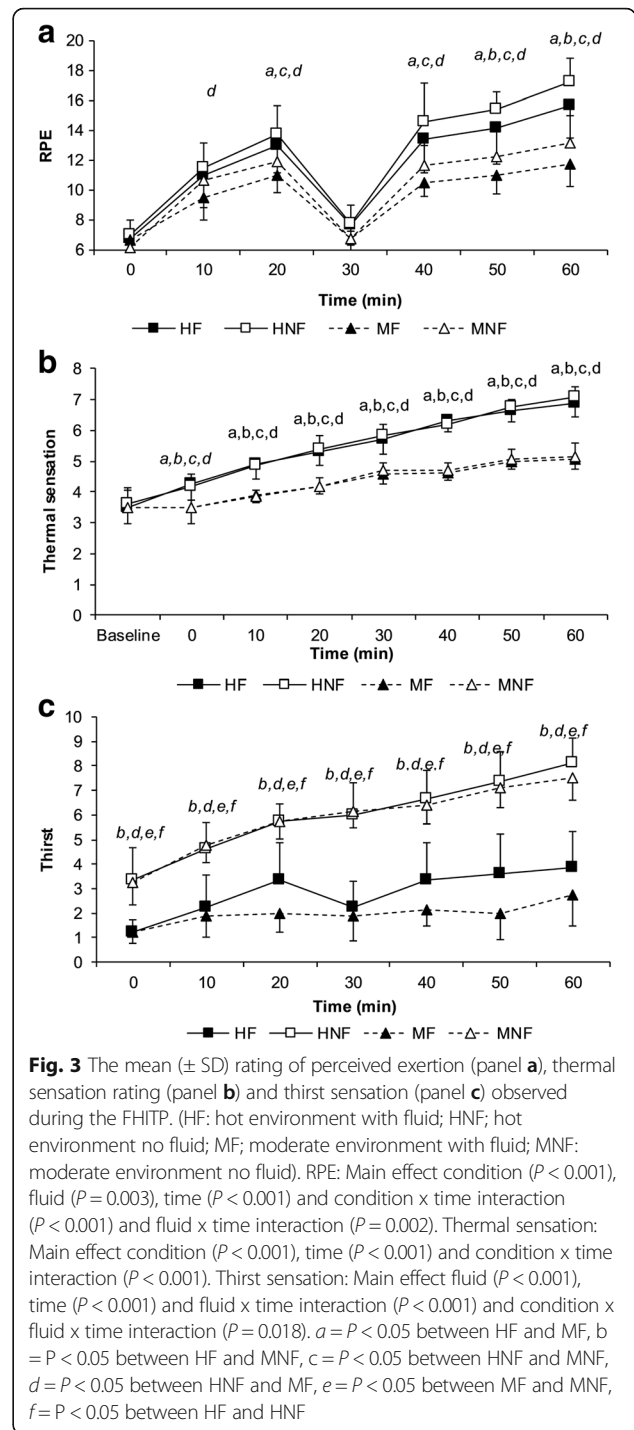 a
20
18
16
14
12
10
8
6
RPE
d
a,c,d
a,c,d
a,b,c,d
a,b,c,d
0 10 20 30 40 50 60
Time (min)
HF HNF MF MNF
b
8
7
6
5
4
3
2
1
0
Thermal sensation
a,b,c,d
a,b,c,d
a,b,c,d
a,b,c,d
a,b,c,d
a,b,c,d
a,b,c,d
Baseline 0 10 20 30 40 50 60
Time (min)
HF HNF MF MNF
c
10
9
8
7
6
5
4
3
2
1
0
Thirst
b,d,e,f
b,d,e,f
b,d,e,f
b,d,e,f
b,d,e,f
b,d,e,f
b,d,e,f
0 10 20 30 40 50 60
Time (min)
HF HNF MF MNF
Fig. 3 The mean (± SD) rating of perceived exertion (panel a), thermal
sensation rating (panel b) and thirst sensation (panel c) observed
during the FHITP. (HF: hot environment with fluid; HNF; hot
environment no fluid; MF; moderate environment with fluid; MNF:
moderate environment no fluid). RPE: Main effect condition (P < 0.001),
fluid (P = 0.003), time (P < 0.001) and condition x time interaction
(P < 0.001) and fluid x time interaction (P = 0.002). Thermal sensation:
Main effect condition (P < 0.001), time (P < 0.001) and condition x time
interaction (P < 0.001). Thirst sensation: Main effect fluid (P < 0.001),
time (P < 0.001) and fluid x time interaction (P < 0.001) and condition x
fluid x time interaction (P = 0.018). a = P < 0.05 between HF and MF, b
= P < 0.05 between HF and MNF, c = P < 0.05 between HNF and MNF,
d = P < 0.05 between HNF and MF, e = P < 0.05 between MF and MNF,
f = P < 0.05 between HF and HNF